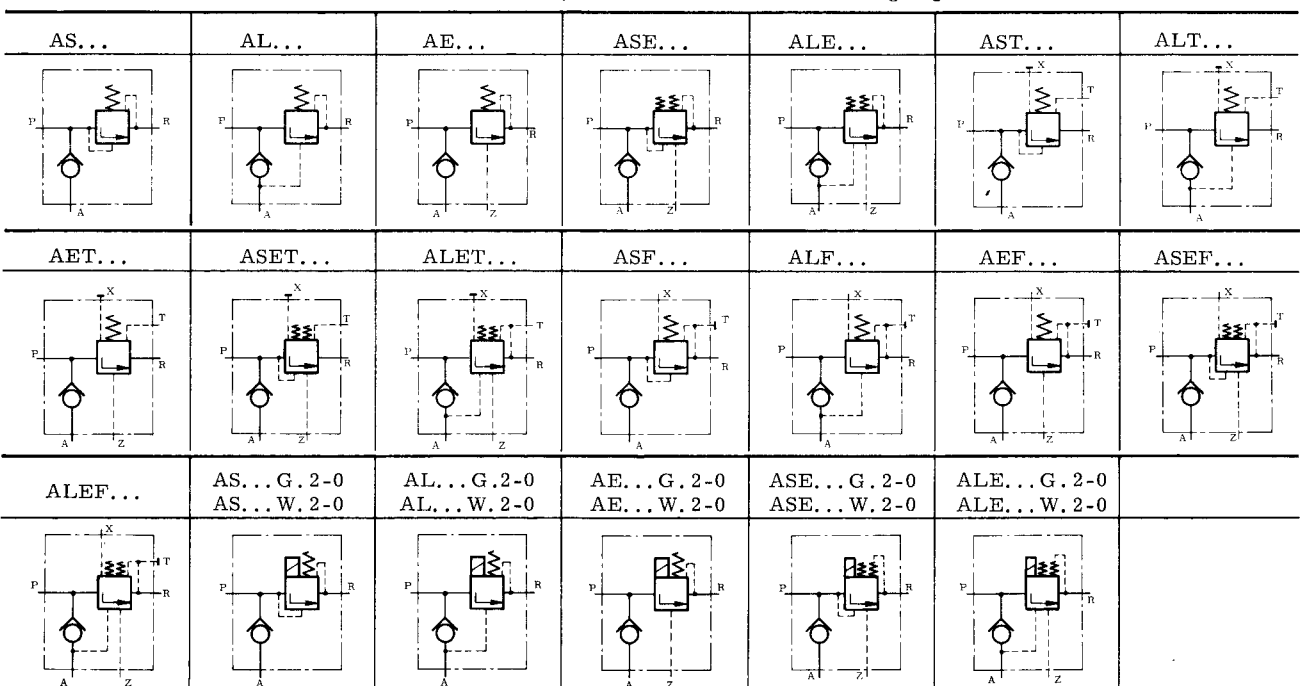 AS... AL... AE... ASE... ALE... AST... ALT...
P R A
P R A
P R A Z
P R A Z
P R A Z
X T P R A
X T P R A
AET... ASET... ALET... ASF... ALF... AEF... ASEF...
X T P R A Z
X T P R A Z
X T P R A Z
X T P R A
X T P R A
X T P R A Z
X T P R A Z
ALEF... AS...G.2-0 AL...G.2-0 AE...G.2-0 ASE...G.2-0 ALE...G.2-0
AS...W.2-0 AL...W.2-0 AE...W.2-0 ASE...W.2-0 ALE...W.2-0
X T P R A Z
P R A
P R A
P R A Z
P R A Z
P R A Z